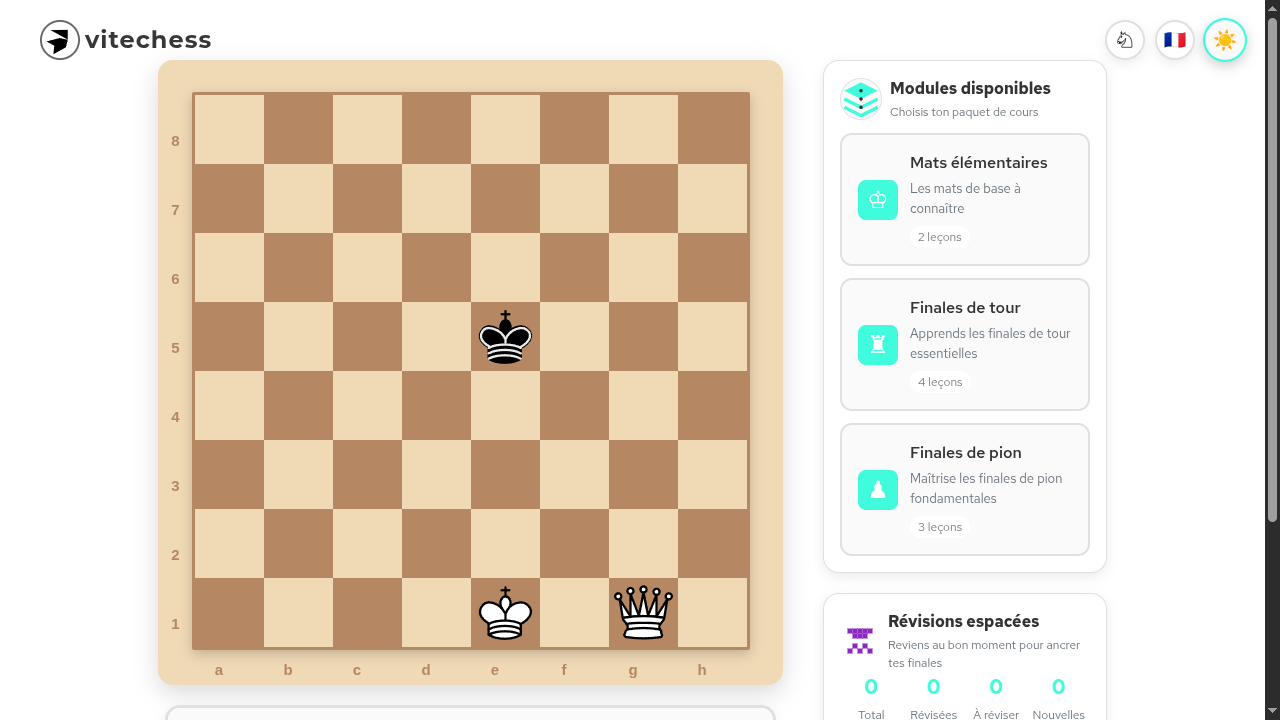 vitechess
8
7
6
5
4
3
2
1
a b c d e f g h
Modules disponibles
Choisis ton paquet de cours
Mats élémentaires
Les mats de base à
connaître
2 leçons
Finales de tour
Apprends les finales de tour
essentielles
4 leçons
Finales de pion
Maîtrise les finales de pion
fondamentales
3 leçons
Révisions espacées
Reviens au bon moment pour ancrer
tes finales
0 0 0 0
Total Révisées À réviser Nouvelles